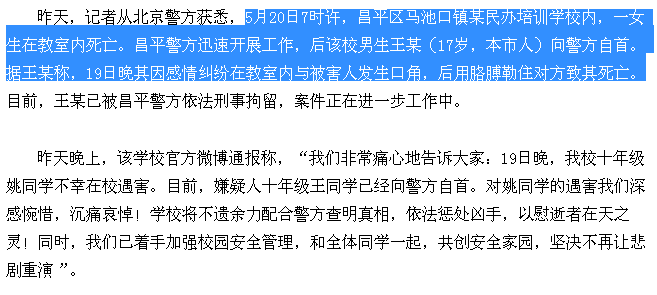 昨天，记者从北京警方获悉，5月20日7时许，昌平区马池口镇某民办培训学校内，一女
生在教室内死亡。昌平警方迅速开展工作，后该校男生王某（17岁，本市人）向警方自首。
据王某称，19日晚其因感情纠纷在教室内与被害人发生口角，后用胳膊勒住对方致其死亡。
目前，王某已被昌平警方依法刑事拘留，案件正在进一步工作中。
昨天晚上，该学校官方微博通报称，“我们非常痛心地告诉大家：19日晚，我校十年级
姚同学不幸在校遇害。目前，嫌疑人十年级王同学已经向警方自首。对姚同学的遇害我们深
感惋惜，沉痛哀悼！学校将不遗余力配合警方查明真相，依法惩处凶手，以慰逝者在天之
灵！同时，我们已着手加强校园安全管理，和全体同学一起，共创安全家园，坚决不再让悲
剧重演 ”。